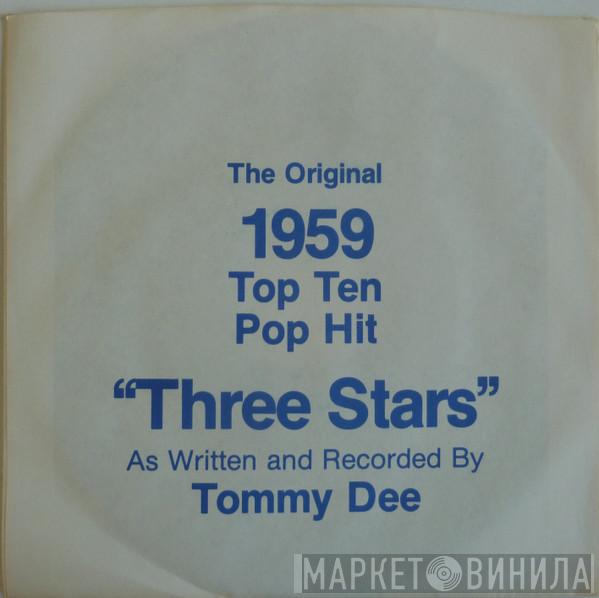 The Original
1959
Top Ten
Pop Hit
“Three Stars”
As Written and Recorded By
Tommy Dee
МАРКЕТ ВИНИЛА